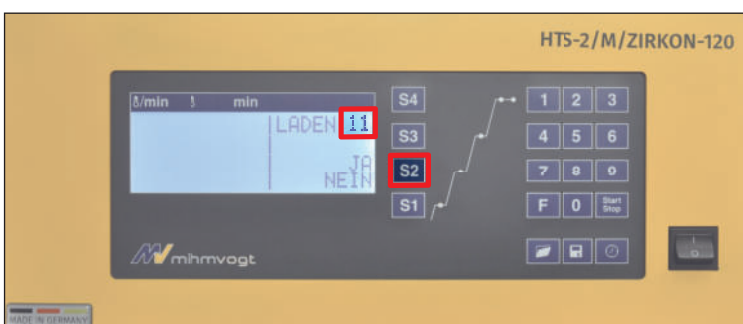 HTS-2/M/ZIRKON-120
/min min
LADEN 11
JA
NEIN
S4
S3
S2
S1
1 2 3
4 5 6
7 8 9
F 0 Start Stop
mihmvogt
MADE IN GERMANY